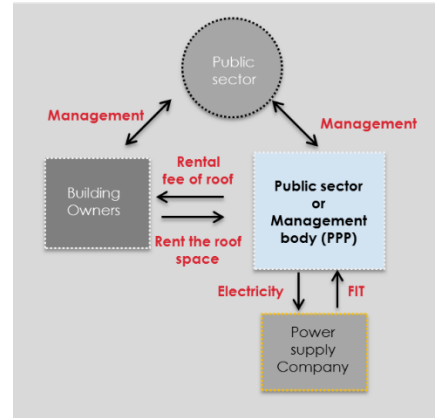 Public
sector
Management
Management
Rental
fee of roof
Building
Owners
Public sector
or
Management
body (PPP)
Rent the roof
space
Electricity
FIT
Power
supply
Company